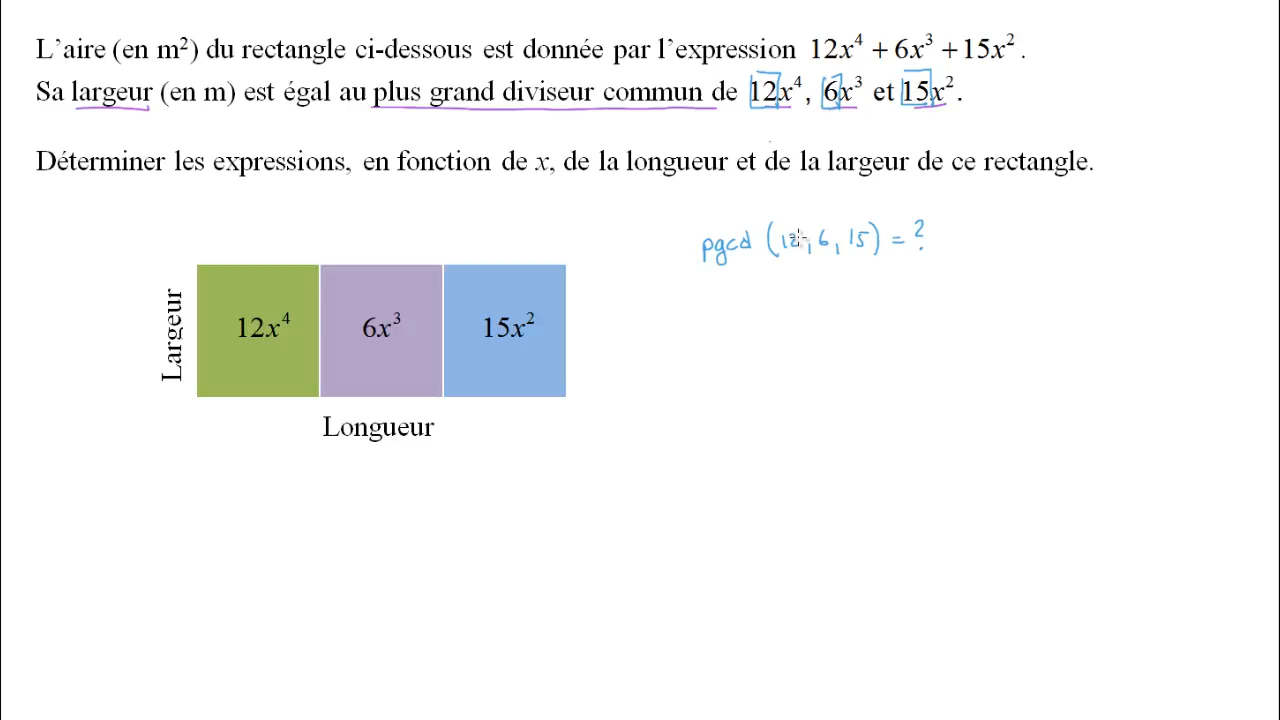 L’aire (en m²) du rectangle ci-dessous est donnée par l’expression 12x⁴ + 6x³ + 15x².
Sa largeur (en m) est égal au plus grand diviseur commun de 12x⁴, 6x³ et 15x².
Déterminer les expressions, en fonction de x, de la longueur et de la largeur de ce rectangle.
pgcd (12, 6, 15) = ?
Largeur
12x⁴ 6x³ 15x²
Longueur